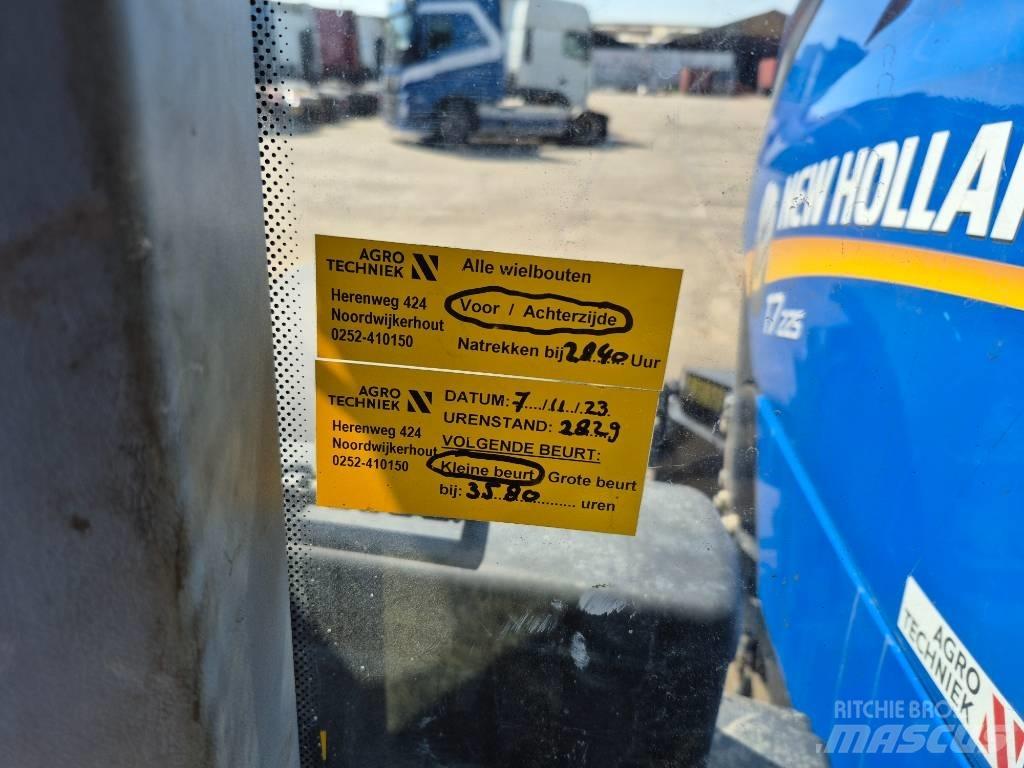 AGRO
TECHNIEK
Herenweg 424
Noordwijkerhout
0252-410150
Alle wielbouten
Voor / Achterzijde
Natrekken bij 2840 Uur
AGRO
TECHNIEK
Herenweg 424
Noordwijkerhout
0252-410150
DATUM: 7/11/23
URENSTAND: 2829
VOLGENDE BEURT:
Kleine beurt Grote beurt
bij: 3580 uren
NEW HOLLAN
T7 225
AGRO
TECHNIEK
RITCHIE BRO
MASCUS